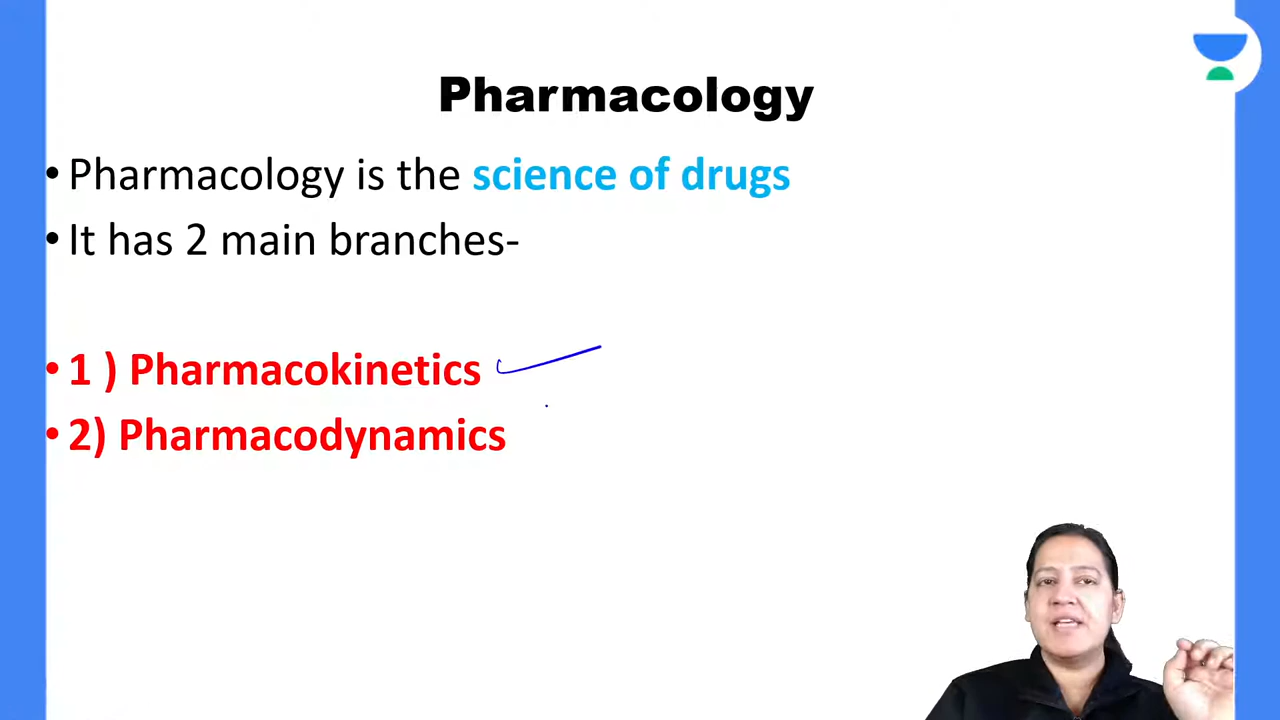 Pharmacology
• Pharmacology is the science of drugs
• It has 2 main branches-
• 1 ) Pharmacokinetics
• 2) Pharmacodynamics